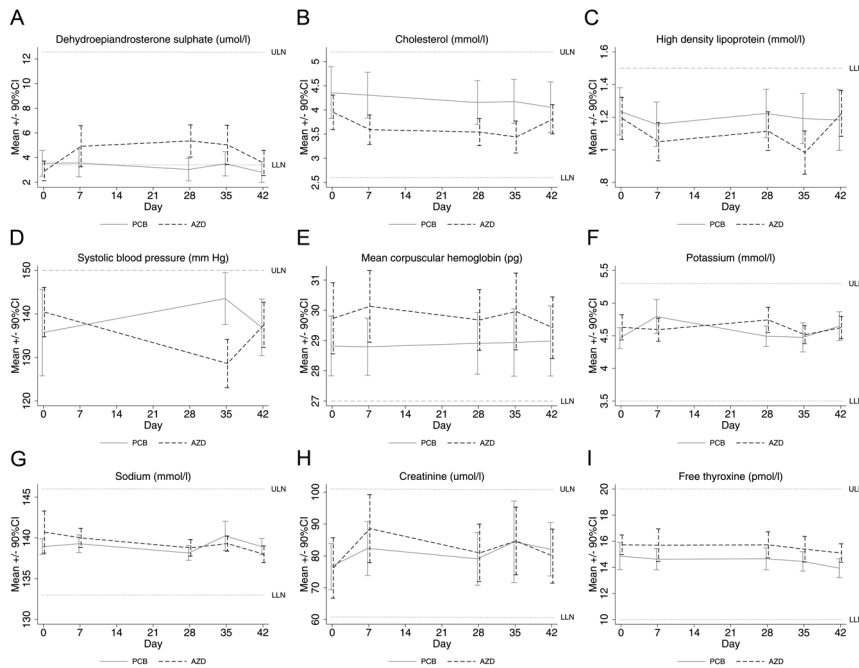 A
Dehydroepiandrosterone sulphate (umol/l)
Mean +/- 90%CI
12
10
8
6
4
2
ULN
LLN
0 7 14 21 28 35 42
Day
PCB AZD
B
Cholesterol (mmol/l)
Mean +/- 90%CI
5
4.5
4
3.5
3
2.5
ULN
LLN
0 7 14 21 28 35 42
Day
PCB AZD
C
High density lipoprotein (mmol/l)
Mean +/- 90%CI
1.6
1.4
1.2
1
.8
0 7 14 21 28 35 42
Day
PCB AZD
D
Systolic blood pressure (mm Hg)
Mean +/- 90%CI
150
140
130
120
ULN
0 7 14 21 28 35 42
Day
PCB AZD
E
Mean corpuscular hemoglobin (pg)
Mean +/- 90%CI
31
30
29
28
27
LLN
0 7 14 21 28 35 42
Day
PCB AZD
F
Potassium (mmol/l)
Mean +/- 90%CI
5.5
5
4.5
4
3.5
0 7 14 21 28 35 42
Day
PCB AZD
G
Sodium (mmol/l)
Mean +/- 90%CI
145
140
135
130
ULN
LLN
0 7 14 21 28 35 42
Day
PCB AZD
H
Creatinine (umol/l)
Mean +/- 90%CI
100
90
80
70
60
ULN
LLN
0 7 14 21 28 35 42
Day
PCB AZD
I
Free thyroxine (pmol/l)
Mean +/- 90%CI
20
18
16
14
12
10
0 7 14 21 28 35 42
Day
PCB AZD